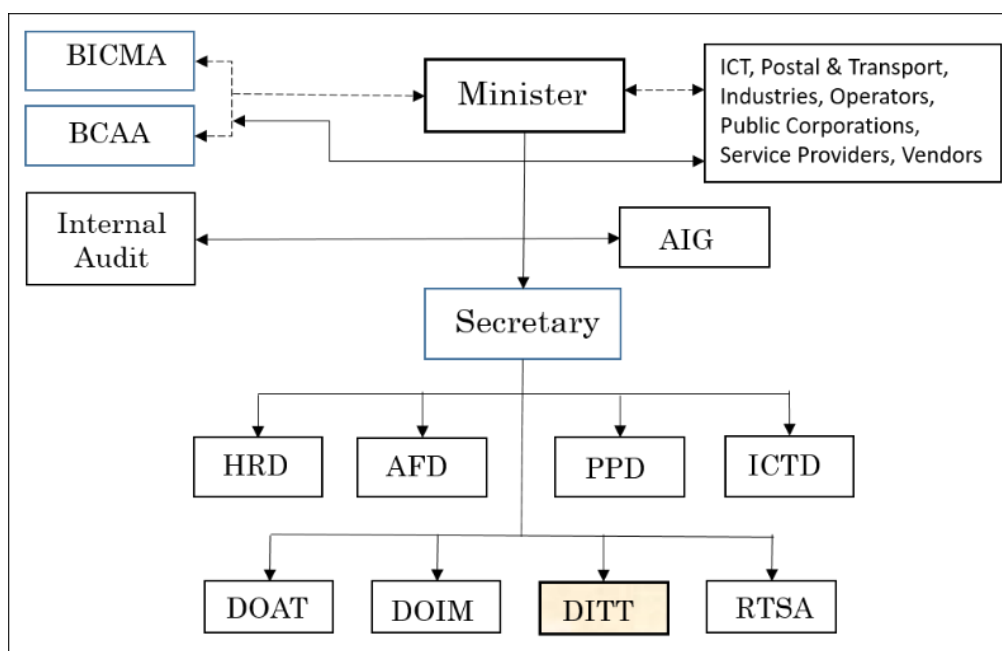 BICMA
BCAA
Minister
ICT, Postal & Transport,
Industries, Operators,
Public Corporations,
Service Providers, Vendors
Internal
Audit
AIG
Secretary
HRD
AFD
PPD
ICTD
DOAT
DOIM
DITT
RTSA